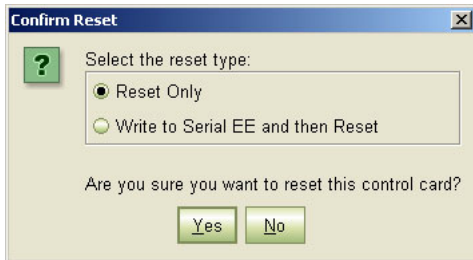 Confirm Reset
Select the reset type:
Reset Only
Write to Serial EE and then Reset
Are you sure you want to reset this control card?
Yes No